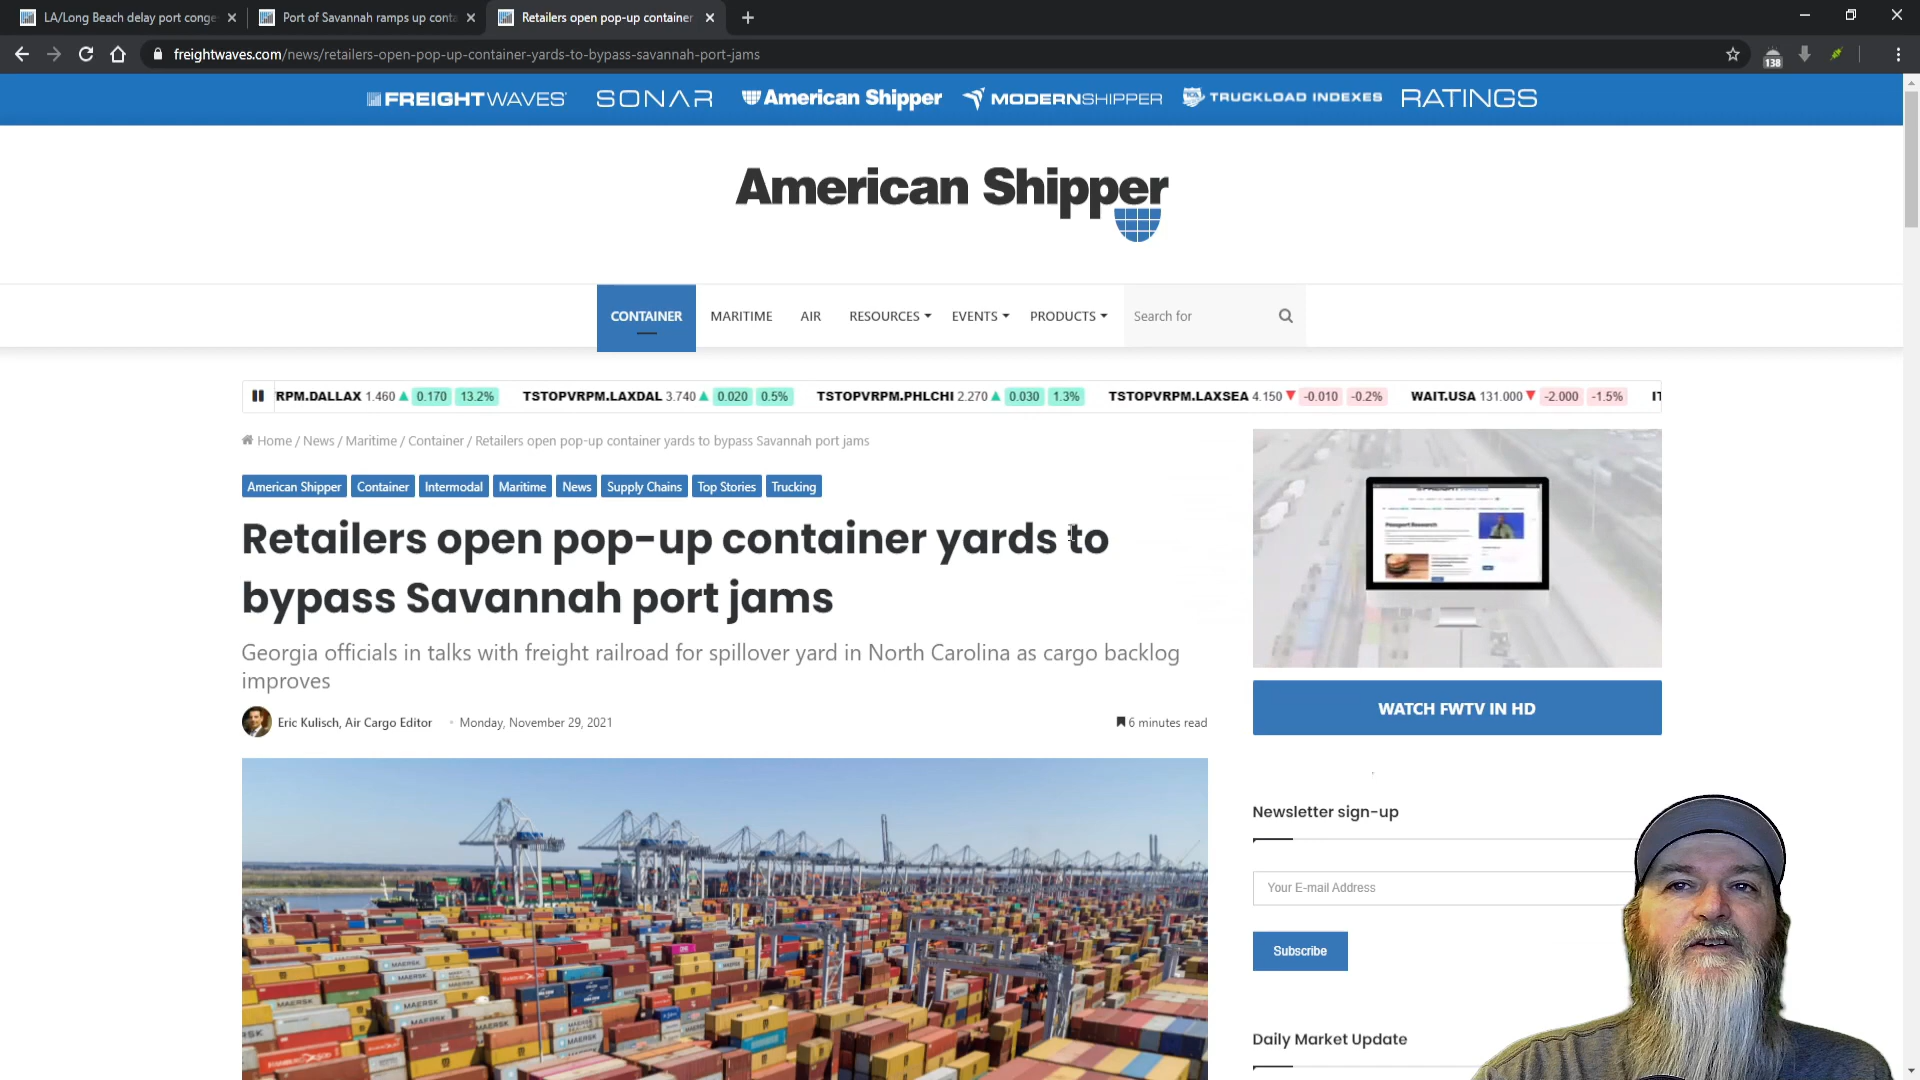 LA/Long Beach delay port conge
Port of Savannah ramps up conta
Retailers open pop-up container
freightwaves.com/news/retailers-open-pop-up-container-yards-to-bypass-savannah-port-jams
138
FREIGHTWAVES SONAR American Shipper MODERNSHIPPER TRUCKLOAD INDEXES RATINGS
American Shipper
CONTAINER MARITIME AIR RESOURCES EVENTS PRODUCTS Search for
RPM.DALLAX 1.460 0.170 13.2% TSTOPVRPM.LAXDAL 3.740 0.020 0.5% TSTOPVRPM.PHLCHI 2.270 0.030 1.3% TSTOPVRPM.LAXSEA 4.150 -0.010 -0.2% WAIT.USA 131.000 -2.000 -1.5%
Home / News / Maritime / Container / Retailers open pop-up container yards to bypass Savannah port jams
American Shipper Container Intermodal Maritime News Supply Chains Top Stories Trucking
Retailers open pop-up container yards to
bypass Savannah port jams
Georgia officials in talks with freight railroad for spillover yard in North Carolina as cargo backlog
improves
Eric Kulisch, Air Cargo Editor • Monday, November 29, 2021 6 minutes read
WATCH FWTV IN HD
Newsletter sign-up
Your E-mail Address
Subscribe
Daily Market Update
MAERSK
MAERSK
MAERSK
MAERSK